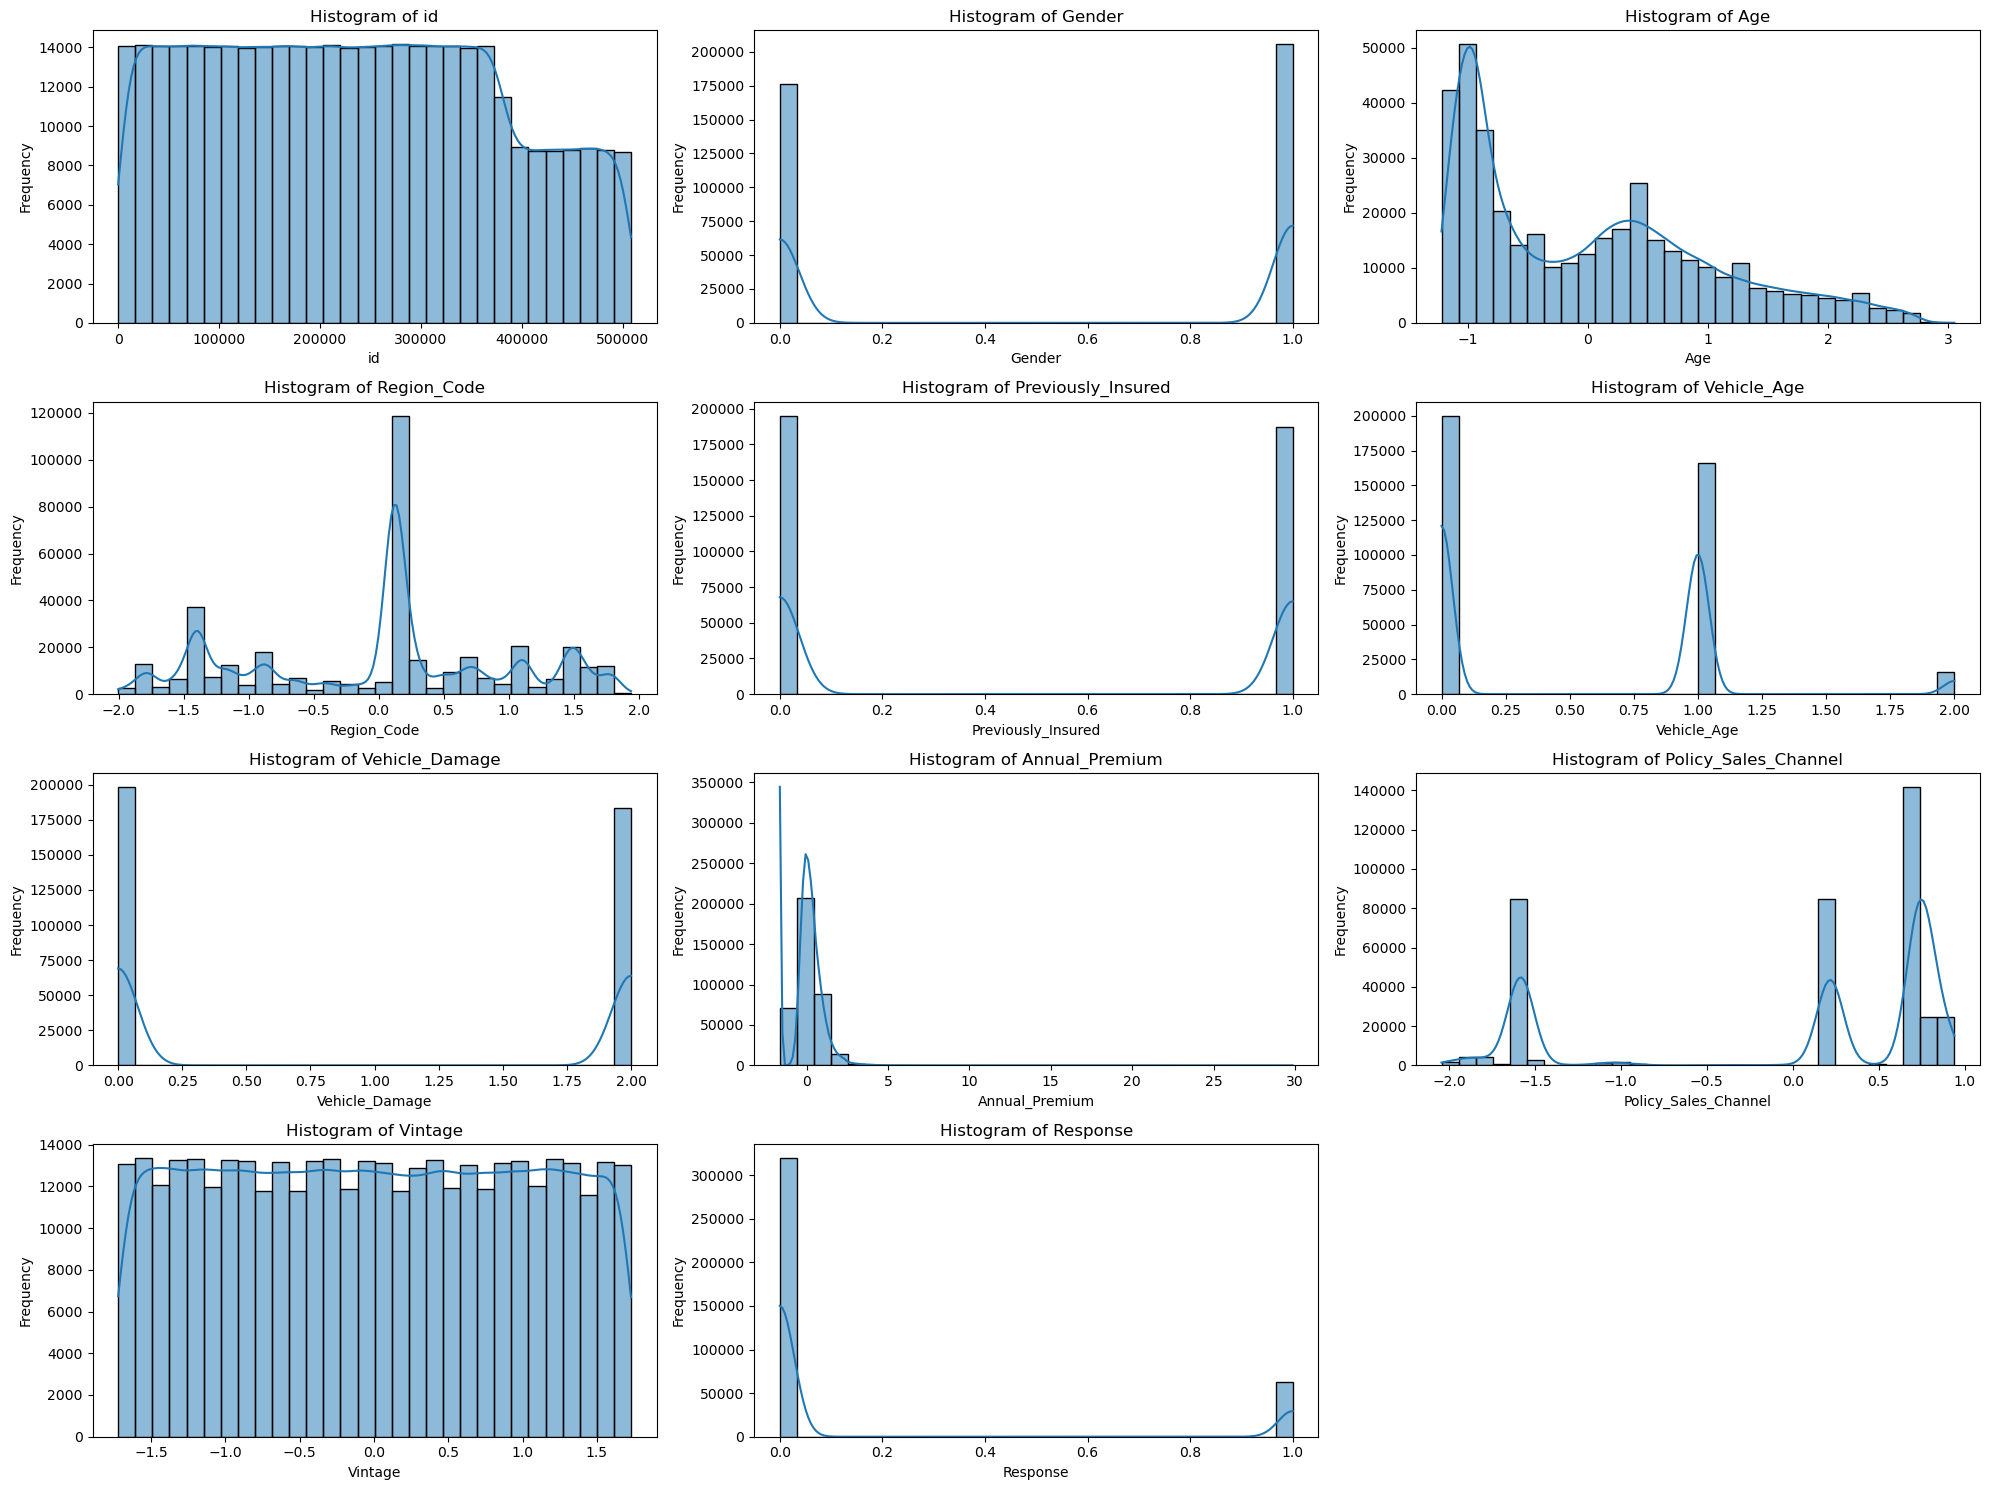 Histogram of id
14000
12000
10000
8000
6000
4000
2000
0
Frequency
0 100000 200000 300000 400000 500000
id
Histogram of Gender
200000
175000
150000
125000
100000
75000
50000
25000
0
Frequency
0.0 0.2 0.4 0.6 0.8 1.0
Gender
Histogram of Age
50000
40000
30000
20000
10000
0
Frequency
−1 0 1 2 3
Age
Histogram of Region_Code
120000
100000
80000
60000
40000
20000
0
Frequency
−2.0 −1.5 −1.0 −0.5 0.0 0.5 1.0 1.5 2.0
Region_Code
Histogram of Previously_Insured
200000
175000
150000
125000
100000
75000
50000
25000
0
Frequency
0.0 0.2 0.4 0.6 0.8 1.0
Previously_Insured
Histogram of Vehicle_Age
200000
175000
150000
125000
100000
75000
50000
25000
0
Frequency
0.00 0.25 0.50 0.75 1.00 1.25 1.50 1.75 2.00
Vehicle_Age
Histogram of Vehicle_Damage
200000
175000
150000
125000
100000
75000
50000
25000
0
Frequency
0.00 0.25 0.50 0.75 1.00 1.25 1.50 1.75 2.00
Vehicle_Damage
Histogram of Annual_Premium
350000
300000
250000
200000
150000
100000
50000
0
Frequency
0 5 10 15 20 25 30
Annual_Premium
Histogram of Policy_Sales_Channel
140000
120000
100000
80000
60000
40000
20000
0
Frequency
−2.0 −1.5 −1.0 −0.5 0.0 0.5 1.0
Policy_Sales_Channel
Histogram of Vintage
14000
12000
10000
8000
6000
4000
2000
0
Frequency
−1.5 −1.0 −0.5 0.0 0.5 1.0 1.5
Vintage
Histogram of Response
300000
250000
200000
150000
100000
50000
0
Frequency
0.0 0.2 0.4 0.6 0.8 1.0
Response